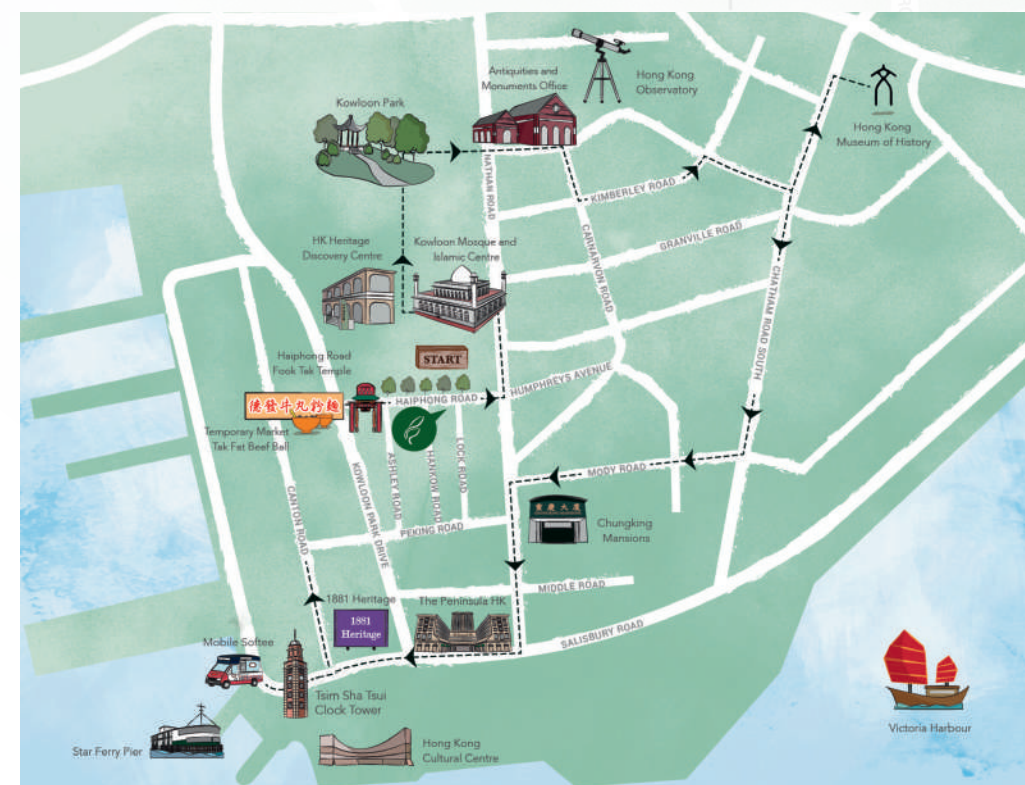 Antiquities and
Monuments Office
Hong Kong
Observatory
Kowloon Park
Hong Kong
Museum of History
NATHAN ROAD
KIMBERLEY ROAD
GRANVILLE ROAD
CARNARVON ROAD
CHATHAM ROAD SOUTH
HK Heritage
Discovery Centre
Kowloon Mosque and
Islamic Centre
START
Haiphong Road
Fook Tak Temple
HAIPHONG ROAD
HUMPHREYS AVENUE
德發牛丸粉麵
Temporary Market
Tak Fat Beef Ball
ASHLEY ROAD
HANKOW ROAD
LOCK ROAD
KOWLOON PARK DRIVE
CANTON ROAD
PEKING ROAD
MODY ROAD
重慶大廈
Chungking
Mansions
MIDDLE ROAD
SALISBURY ROAD
1881 Heritage
1881
Heritage
The Peninsula HK
Mobile Softee
Tsim Sha Tsui
Clock Tower
Star Ferry Pier
Hong Kong
Cultural Centre
Victoria Harbour